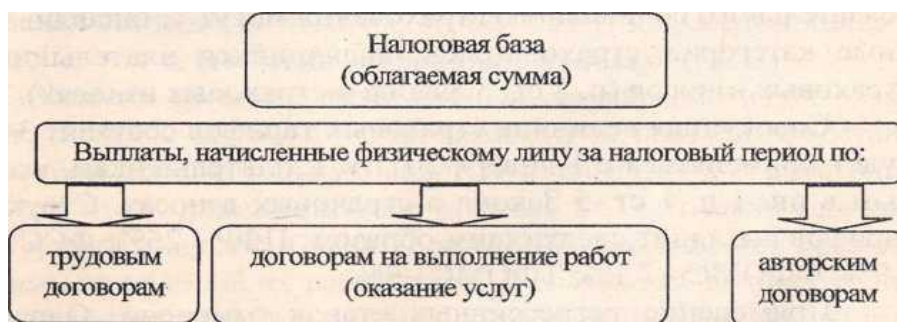 Налоговая база
(облагаемая сумма)
Выплаты, начисленные физическому лицу за налоговый период по:
трудовым
договорам
договорам на выполнение работ
(оказание услуг)
авторским
договорам